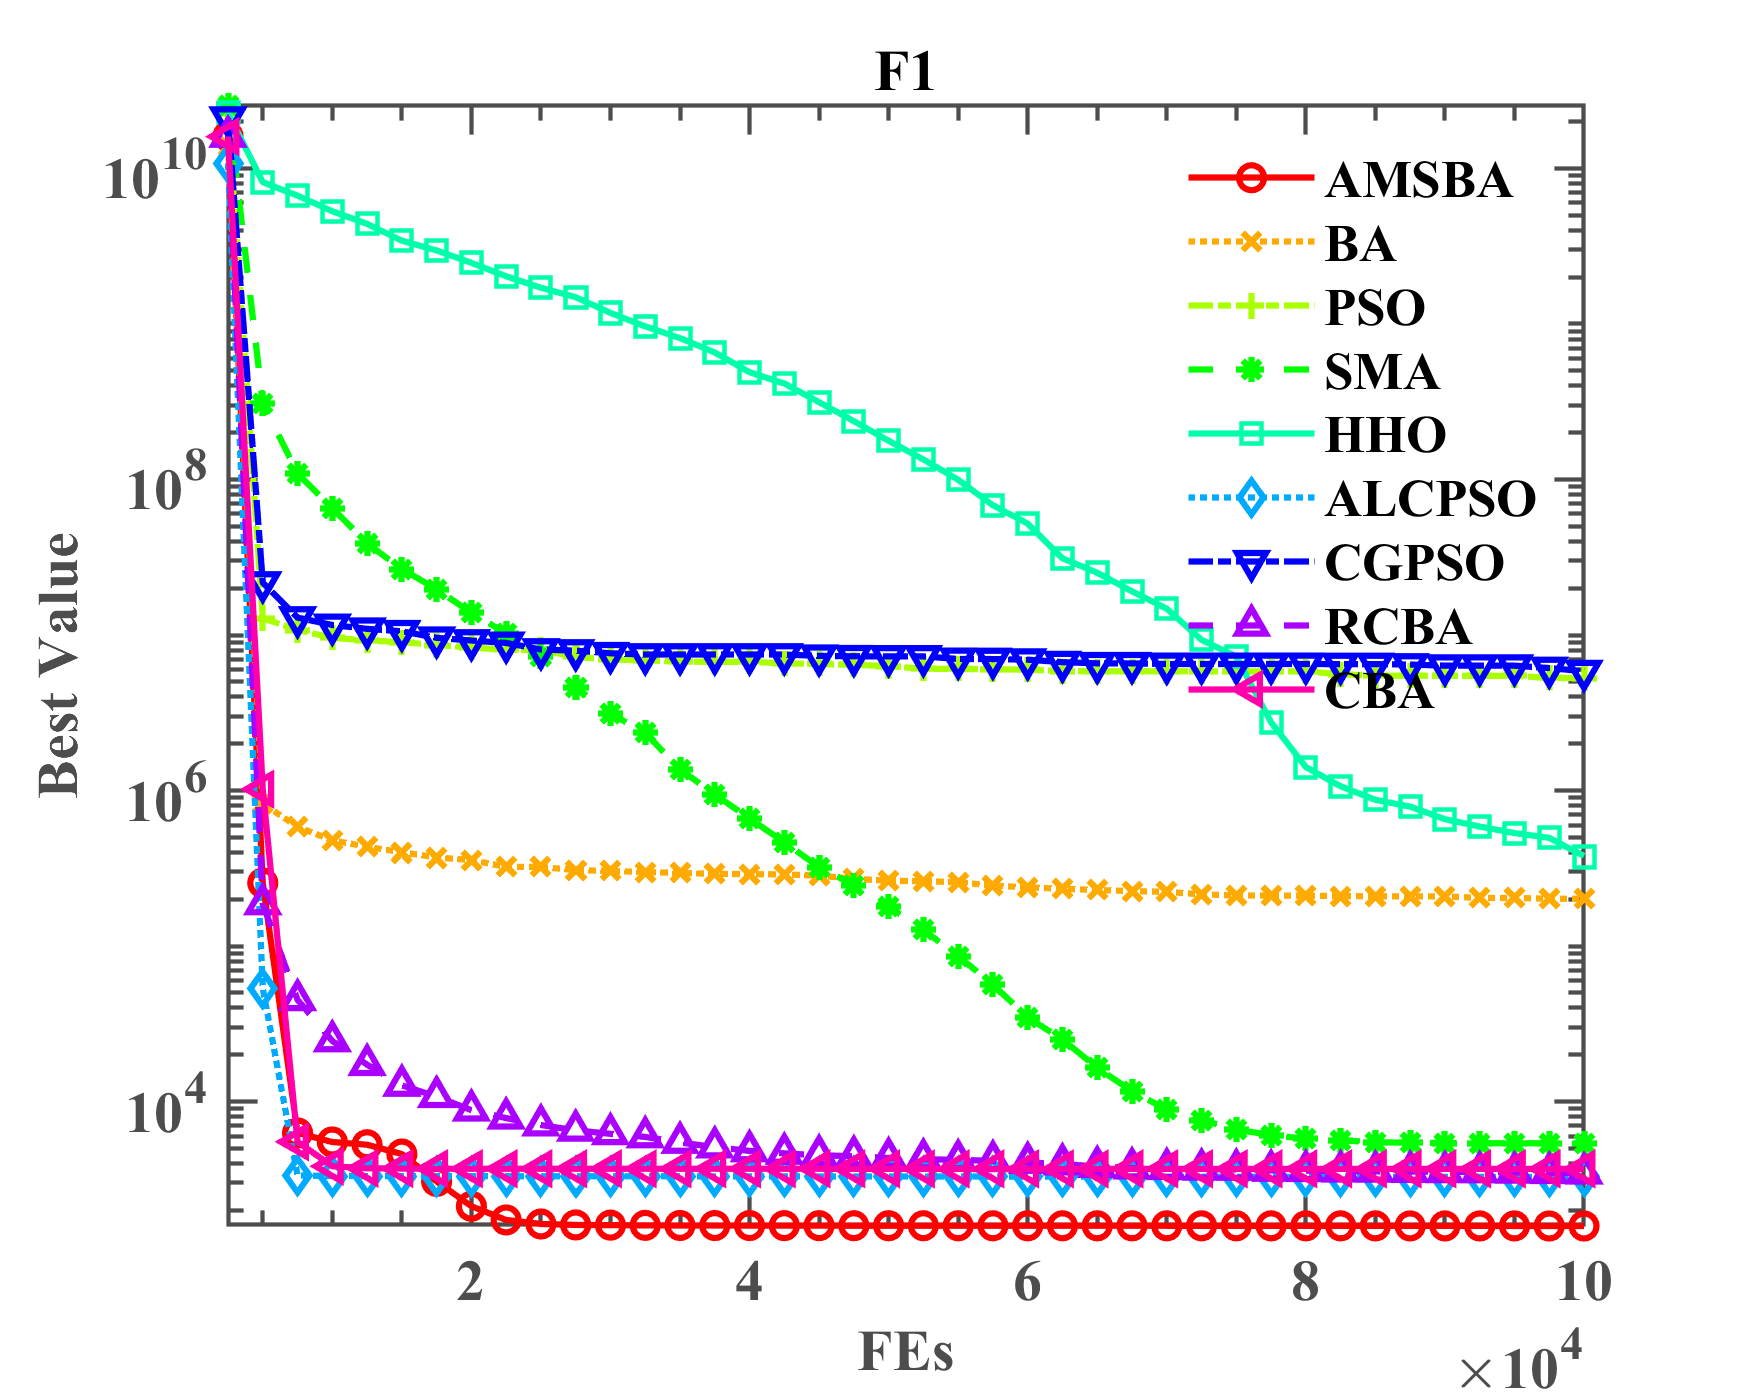 F1
10^10
10^8
10^6
10^4
Best Value
AMSBA
BA
PSO
SMA
HHO
ALCPSO
CGPSO
RCBA
CBA
2 4 6 8 10
FEs
×10^4